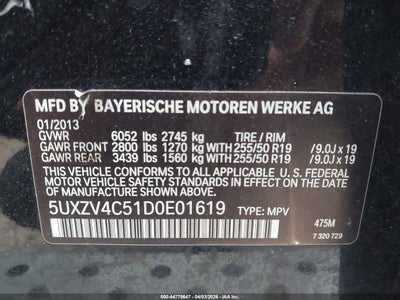 MFD BY BAYERISCHE MOTOREN WERKE AG
01/2013
GVWR 6052 lbs 2745 kg TIRE / RIM
GAWR FRONT 2800 lbs 1270 kg WITH 255/50 R19 / 9.0J x 19
GAWR REAR 3439 lbs 1560 kg WITH 255/50 R19 / 9.0J x 19
THIS VEHICLE CONFORMS TO ALL APPLICABLE U. S. FEDERAL
MOTOR VEHICLE SAFETY STANDARDS IN EFFECT ON THE
DATE OF MANUFACTURE SHOWN ABOVE.
5UXZV4C51D0E01619 TYPE: MPV
475M
7 320 729
000-44778647 - 04/03/2026 - IAA, Inc.